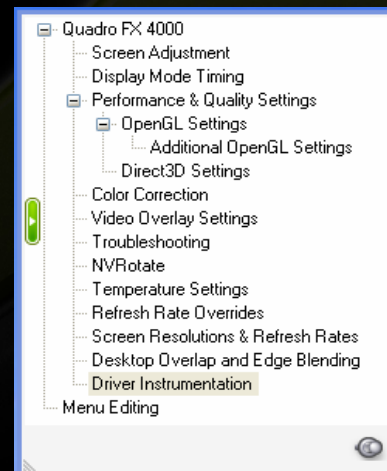 Quadro FX 4000
Screen Adjustment
Display Mode Timing
Performance & Quality Settings
OpenGL Settings
Additional OpenGL Settings
Direct3D Settings
Color Correction
Video Overlay Settings
Troubleshooting
NVRotate
Temperature Settings
Refresh Rate Overrides
Screen Resolutions & Refresh Rates
Desktop Overlap and Edge Blending
Driver Instrumentation
Menu Editing